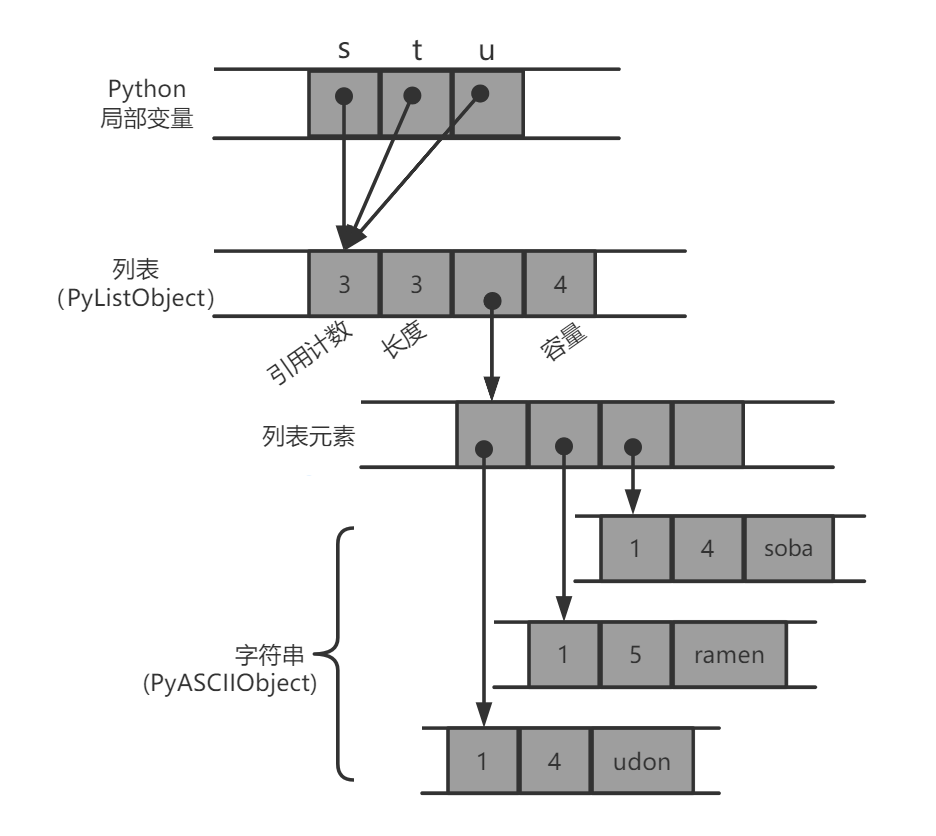 s t u
Python
局部变量
列表
（PyListObject）
3 3 4
引用计数 长度 容量
列表元素
1 4 soba
字符串
(PyASCIIObject)
1 5 ramen
1 4 udon